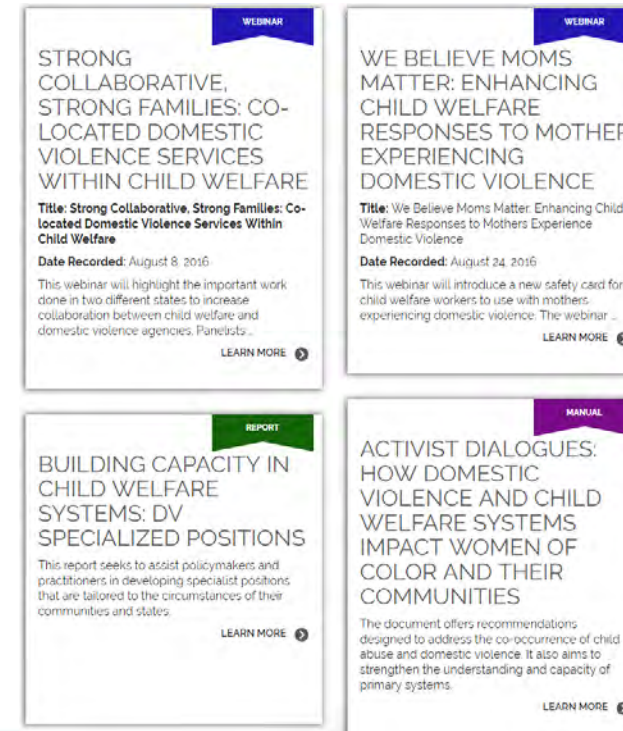 WEBINAR
STRONG
COLLABORATIVE,
STRONG FAMILIES: CO-
LOCATED DOMESTIC
VIOLENCE SERVICES
WITHIN CHILD WELFARE
Title: Strong Collaborative, Strong Families: Co-
located Domestic Violence Services Within
Child Welfare
Date Recorded: August 8, 2016
This webinar will highlight the important work
done in two different states to increase
collaboration between child welfare and
domestic violence agencies. Panelists ...
LEARN MORE
WEBINAR
WE BELIEVE MOMS
MATTER: ENHANCING
CHILD WELFARE
RESPONSES TO MOTHER
EXPERIENCING
DOMESTIC VIOLENCE
Title: We Believe Moms Matter: Enhancing Child
Welfare Responses to Mothers Experience
Domestic Violence
Date Recorded: August 24, 2016
This webinar will introduce a new safety card for
child welfare workers to use with mothers
experiencing domestic violence. The webinar ...
LEARN MORE
REPORT
BUILDING CAPACITY IN
CHILD WELFARE
SYSTEMS: DV
SPECIALIZED POSITIONS
This report seeks to assist policymakers and
practitioners in developing specialist positions
that are tailored to the circumstances of their
communities and states.
LEARN MORE
MANUAL
ACTIVIST DIALOGUES:
HOW DOMESTIC
VIOLENCE AND CHILD
WELFARE SYSTEMS
IMPACT WOMEN OF
COLOR AND THEIR
COMMUNITIES
The document offers recommendations
designed to address the co-occurrence of child
abuse and domestic violence. It also aims to
strengthen the understanding and capacity of
primary systems.
LEARN MORE